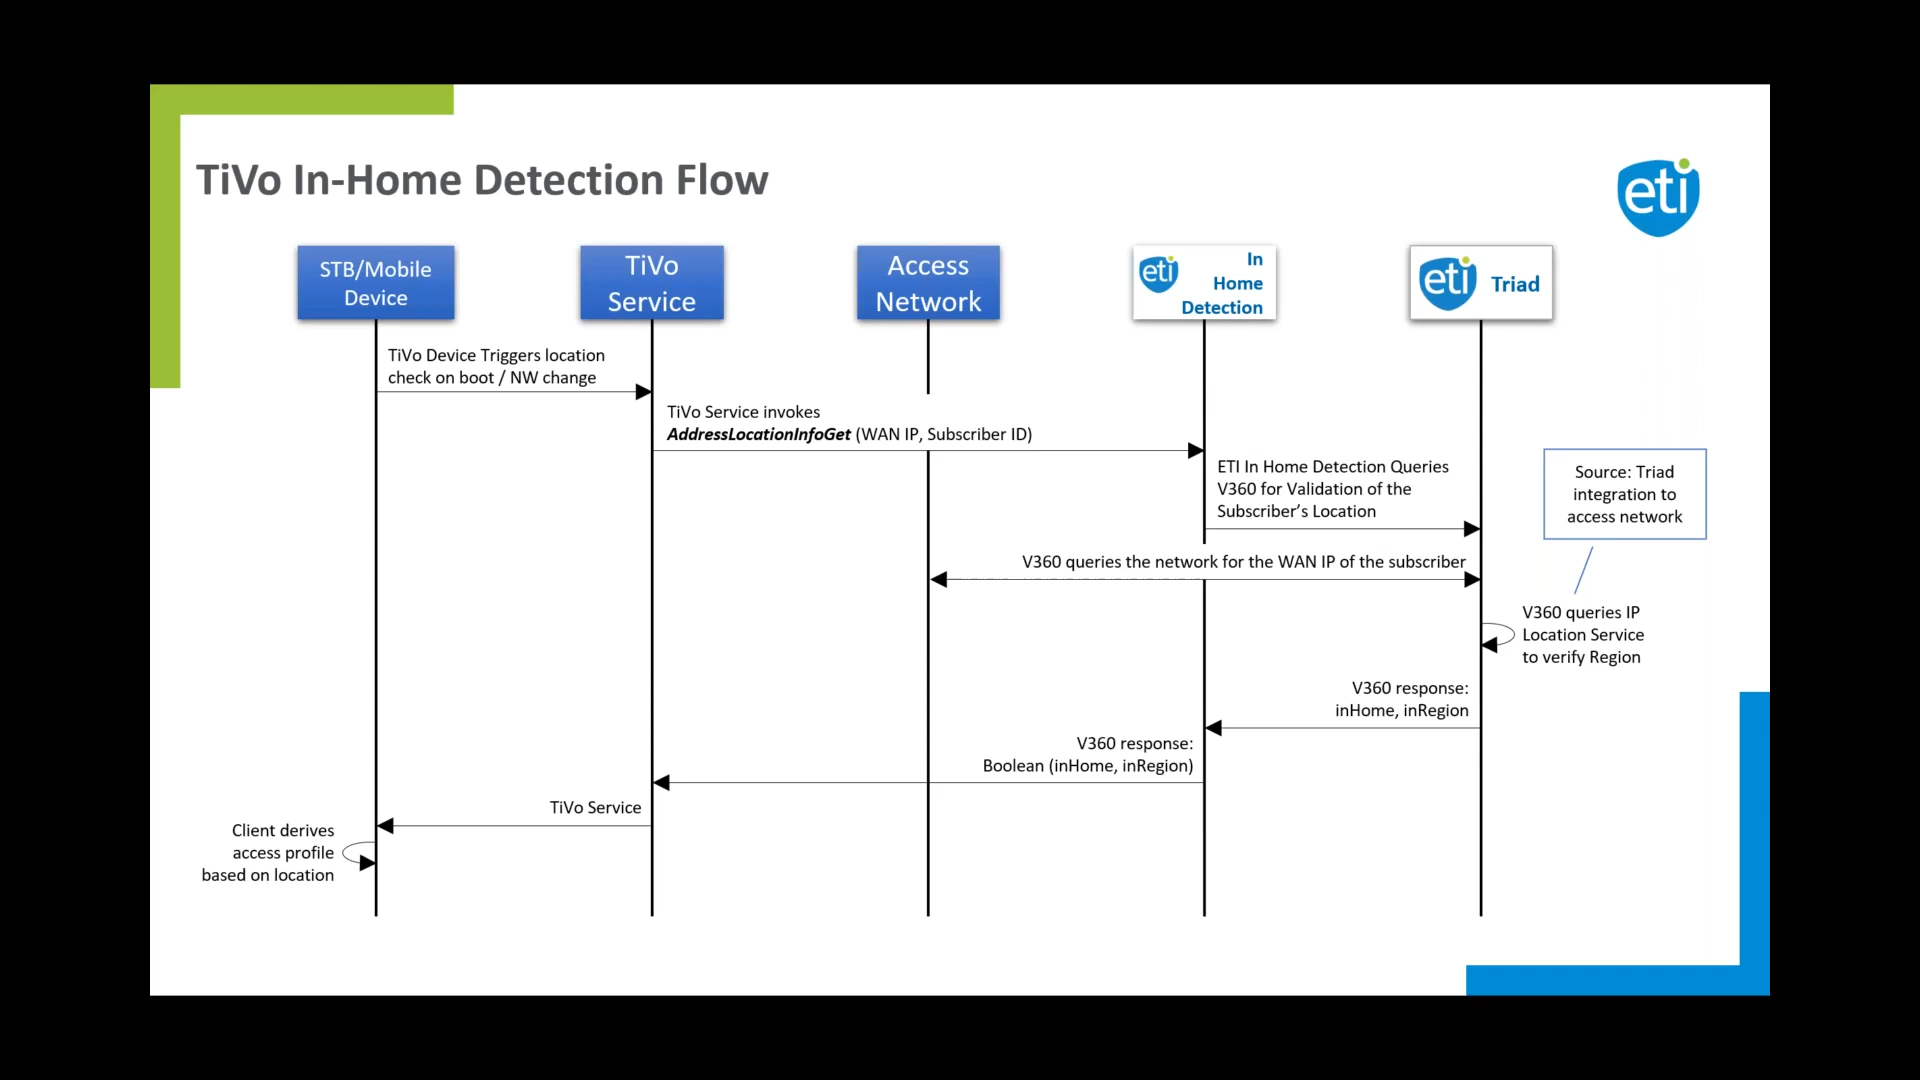 TiVo In-Home Detection Flow
eti
STB/Mobile
Device
TiVo
Service
Access
Network
eti
In
Home
Detection
eti
Triad
TiVo Device Triggers location
check on boot / NW change
TiVo Service invokes
AddressLocationInfoGet (WAN IP, Subscriber ID)
ETI In Home Detection Queries
V360 for Validation of the
Subscriber's Location
Source: Triad
integration to
access network
V360 queries the network for the WAN IP of the subscriber
V360 queries IP
Location Service
to verify Region
V360 response:
inHome, inRegion
V360 response:
Boolean (inHome, inRegion)
TiVo Service
Client derives
access profile
based on location